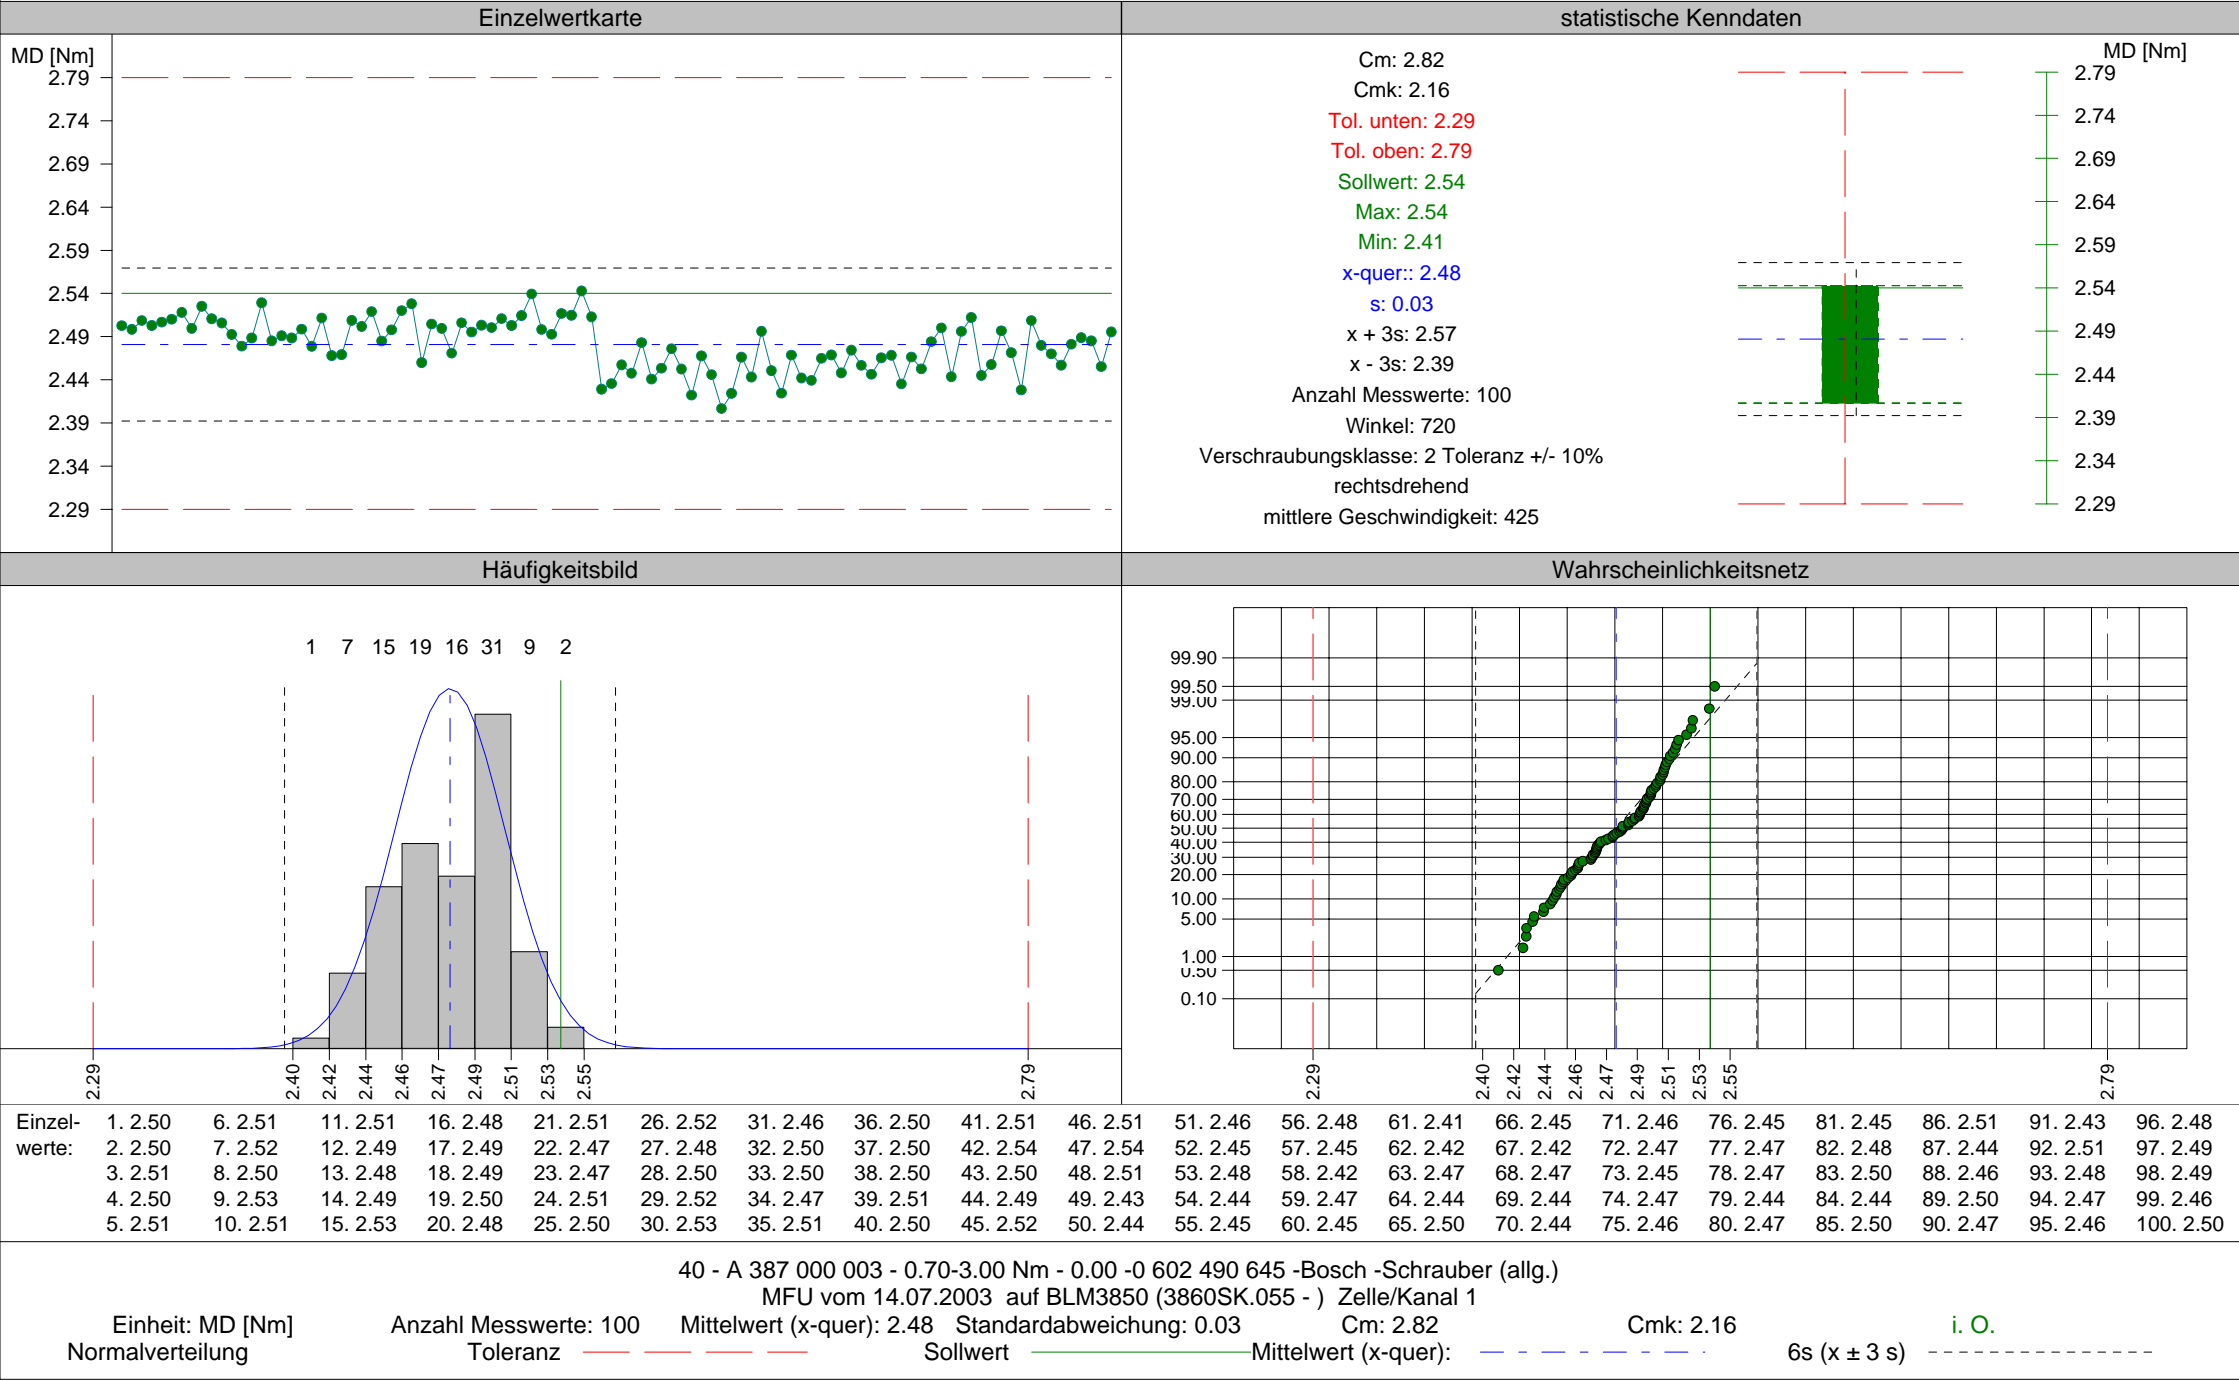 Einzelwertkarte
statistische Kenndaten
MD [Nm]
2.79
2.74
2.69
2.64
2.59
2.54
2.49
2.44
2.39
2.34
2.29
Cm: 2.82
Cmk: 2.16
Tol. unten: 2.29
Tol. oben: 2.79
Sollwert: 2.54
Max: 2.54
Min: 2.41
x-quer:: 2.48
s: 0.03
x + 3s: 2.57
x - 3s: 2.39
Anzahl Messwerte: 100
Winkel: 720
Verschraubungsklasse: 2 Toleranz +/- 10%
rechtsdrehend
mittlere Geschwindigkeit: 425
MD [Nm]
2.79
2.74
2.69
2.64
2.59
2.54
2.49
2.44
2.39
2.34
2.29
Häufigkeitsbild
Wahrscheinlichkeitsnetz
1 7 15 19 16 31 9 2
2.29 2.40 2.42 2.44 2.46 2.47 2.49 2.51 2.53 2.55 2.79
99.90
99.50
99.00
95.00
90.00
80.00
70.00
60.00
50.00
40.00
30.00
20.00
10.00
5.00
1.00
0.50
0.10
2.29 2.40 2.42 2.44 2.46 2.47 2.49 2.51 2.53 2.55 2.79
Einzel- 1. 2.50 6. 2.51 11. 2.51 16. 2.48 21. 2.51 26. 2.52 31. 2.46 36. 2.50 41. 2.51 46. 2.51 51. 2.46 56. 2.48 61. 2.41 66. 2.45 71. 2.46 76. 2.45 81. 2.45 86. 2.51 91. 2.43 96. 2.48
werte: 2. 2.50 7. 2.52 12. 2.49 17. 2.49 22. 2.47 27. 2.48 32. 2.50 37. 2.50 42. 2.54 47. 2.54 52. 2.45 57. 2.45 62. 2.42 67. 2.42 72. 2.47 77. 2.47 82. 2.48 87. 2.44 92. 2.51 97. 2.49
3. 2.51 8. 2.50 13. 2.48 18. 2.49 23. 2.47 28. 2.50 33. 2.50 38. 2.50 43. 2.50 48. 2.51 53. 2.48 58. 2.42 63. 2.47 68. 2.47 73. 2.45 78. 2.47 83. 2.50 88. 2.46 93. 2.48 98. 2.49
4. 2.50 9. 2.53 14. 2.49 19. 2.50 24. 2.51 29. 2.52 34. 2.47 39. 2.51 44. 2.49 49. 2.43 54. 2.44 59. 2.47 64. 2.44 69. 2.44 74. 2.47 79. 2.44 84. 2.44 89. 2.50 94. 2.47 99. 2.46
5. 2.51 10. 2.51 15. 2.53 20. 2.48 25. 2.50 30. 2.53 35. 2.51 40. 2.50 45. 2.52 50. 2.44 55. 2.45 60. 2.45 65. 2.50 70. 2.44 75. 2.46 80. 2.47 85. 2.50 90. 2.47 95. 2.46 100. 2.50
40 - A 387 000 003 - 0.70-3.00 Nm - 0.00 -0 602 490 645 -Bosch -Schrauber (allg.)
MFU vom 14.07.2003 auf BLM3850 (3860SK.055 - ) Zelle/Kanal 1
Einheit: MD [Nm] Anzahl Messwerte: 100 Mittelwert (x-quer): 2.48 Standardabweichung: 0.03 Cm: 2.82 Cmk: 2.16 i. O.
Normalverteilung Toleranz Sollwert Mittelwert (x-quer): 6s (x ± 3 s)